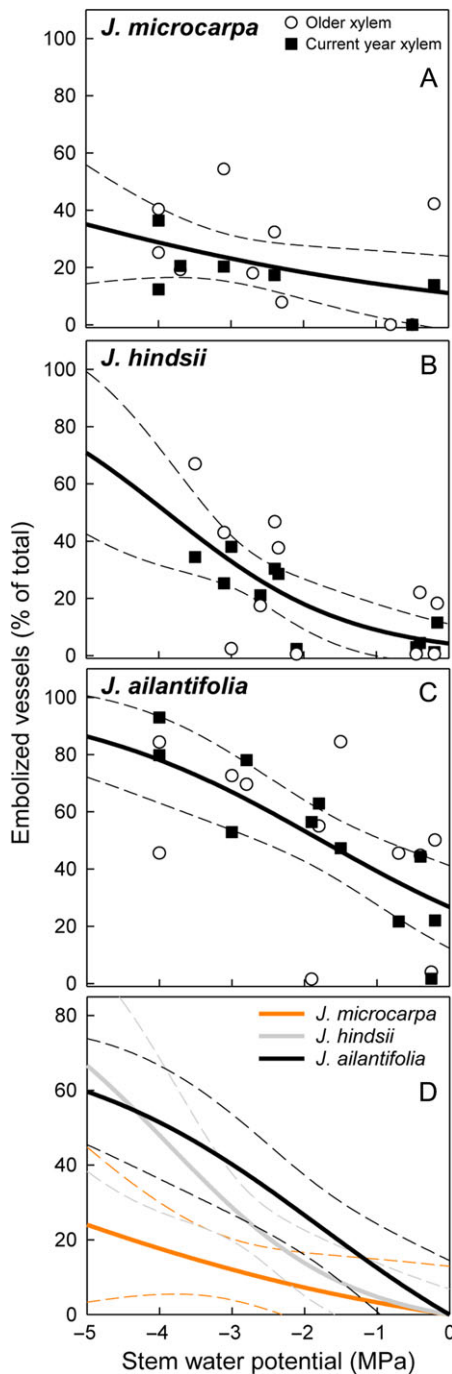 J. microcarpa
Older xylem
Current year xylem
A
100
80
60
40
20
0
J. hindsii
B
100
80
60
40
20
0
J. ailantifolia
C
100
80
60
40
20
0
J. microcarpa
J. hindsii
J. ailantifolia
D
80
60
40
20
0
–5
–4
–3
–2
–1
0
Stem water potential (MPa)
Embolized vessels (% of total)